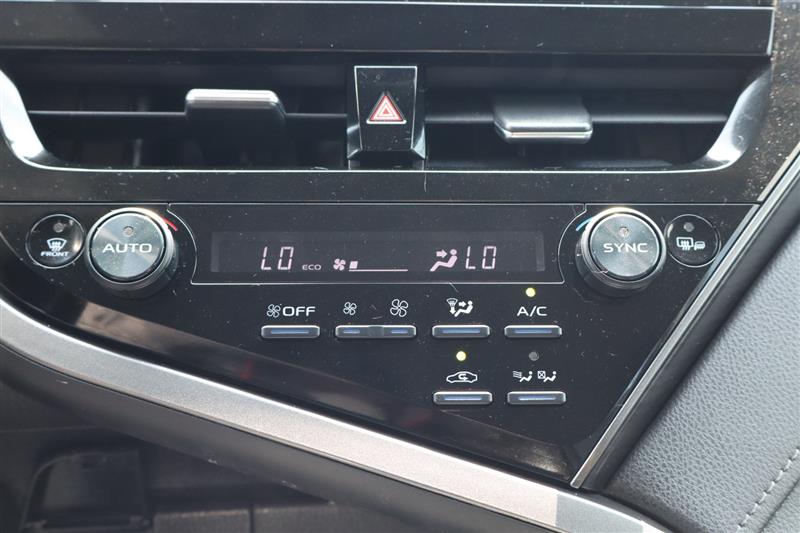 AUTO
FRONT
LO ECO LO
SYNC
OFF
A/C